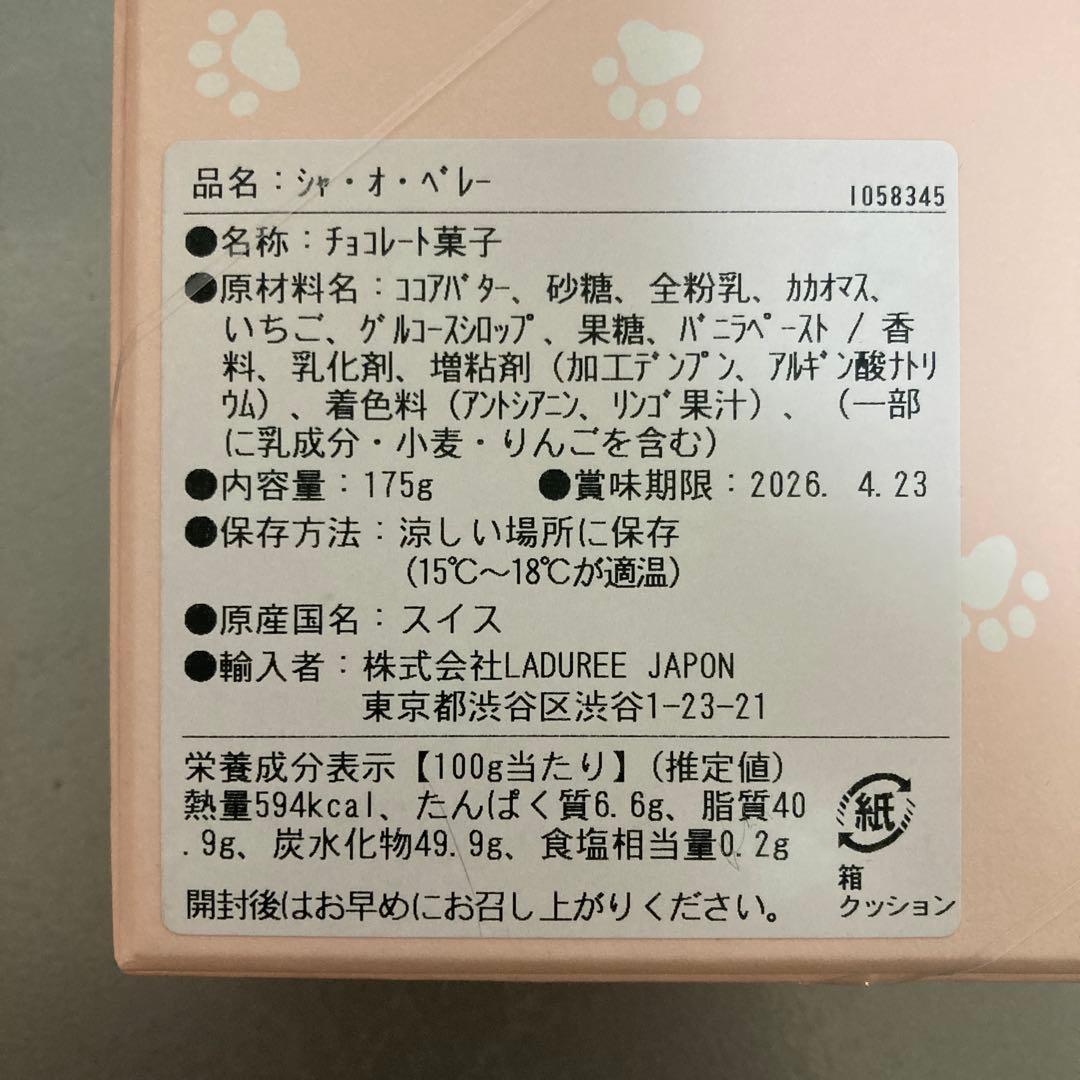 品名：ｼｬ・オ・ﾍﾞﾚｰ
1058345
●名称：ﾁｮｺﾚｰﾄ菓子
●原材料名：ｺｺｱﾊﾞﾀｰ、砂糖、全粉乳、ｶｶｵﾏｽ、
いちご、ｸﾞﾙｺｰｽｼﾛｯﾌﾟ、果糖、ﾊﾞﾆﾗﾍﾟｰｽﾄ / 香
料、乳化剤、増粘剤（加工ﾃﾞﾝﾌﾟﾝ、ｱﾙｷﾞﾝ酸ﾅﾄﾘ
ｳﾑ）、着色料（ｱﾝﾄｼｱﾆﾝ、ﾘﾝｺﾞ果汁）、（一部
に乳成分・小麦・りんごを含む）
●内容量：175g ●賞味期限：2026. 4.23
●保存方法：涼しい場所に保存
（15℃～18℃が適温）
●原産国名：スイス
●輸入者：株式会社LADUREE JAPON
東京都渋谷区渋谷1-23-21
栄養成分表示【100g当たり】（推定値）
熱量594kcal、たんぱく質6.6g、脂質40
.9g、炭水化物49.9g、食塩相当量0.2g
紙
箱
クッション
開封後はお早めにお召し上がりください。